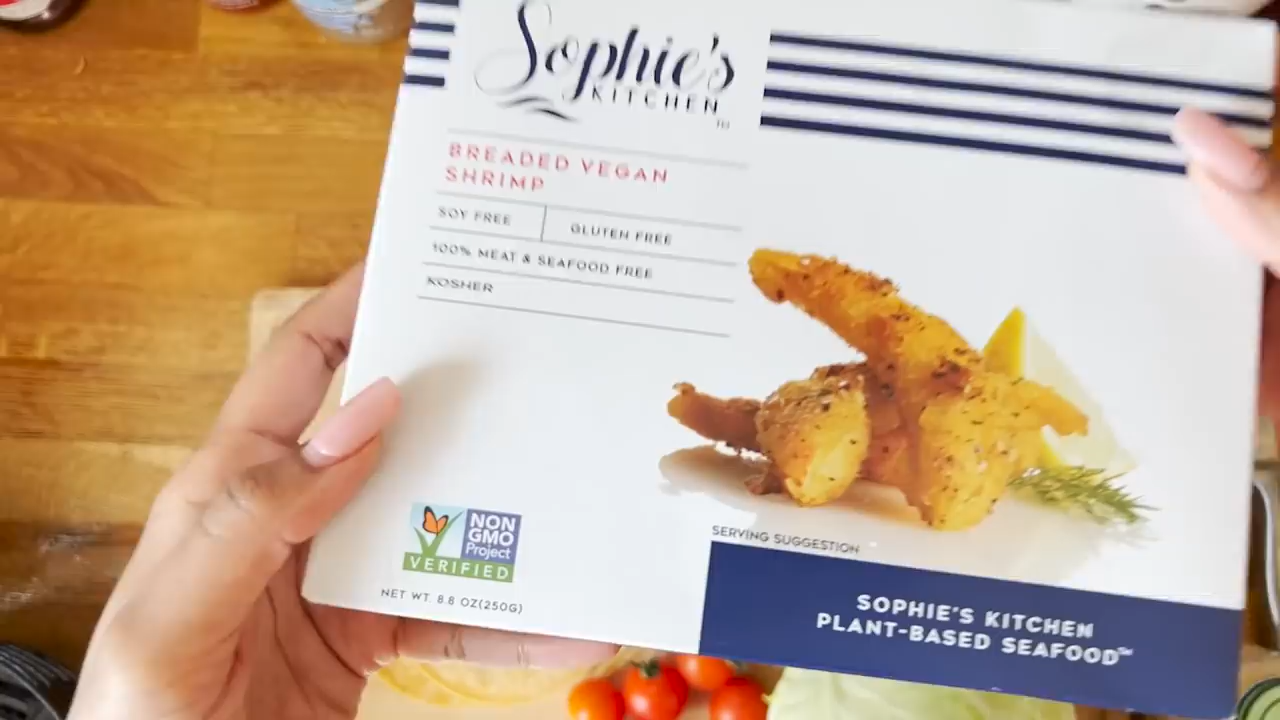 Sophie's
KITCHEN
TM
BREADED VEGAN
SHRIMP
SOY FREE
GLUTEN FREE
100% MEAT & SEAFOOD FREE
KOSHER
NON
GMO
Project
VERIFIED
NET WT. 8.8 OZ(250G)
SERVING SUGGESTION
SOPHIE'S KITCHEN
PLANT-BASED SEAFOOD℠